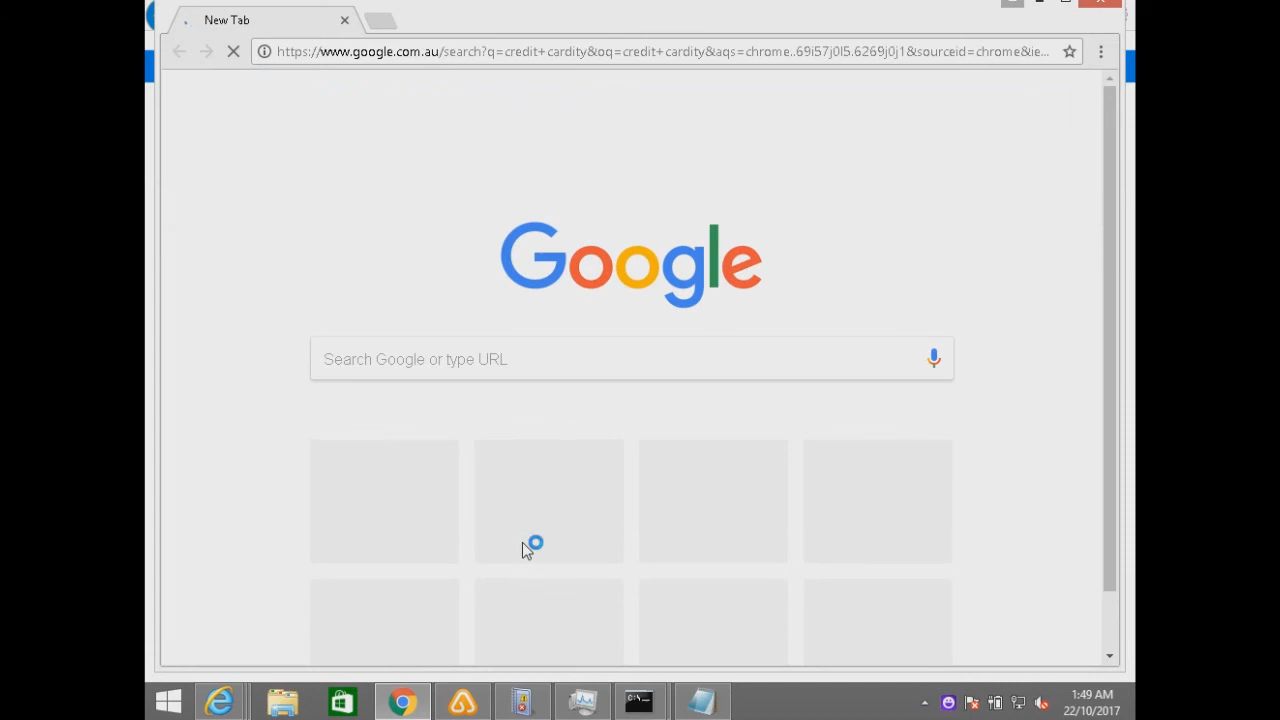 New Tab
https://www.google.com.au/search?q=credit+cardity&oq=credit+cardity&aqs=chrome..69i57j0l5.6269j0j1&sourceid=chrome&ie...
Google
Search Google or type URL
C:\.
1:49 AM
22/10/2017